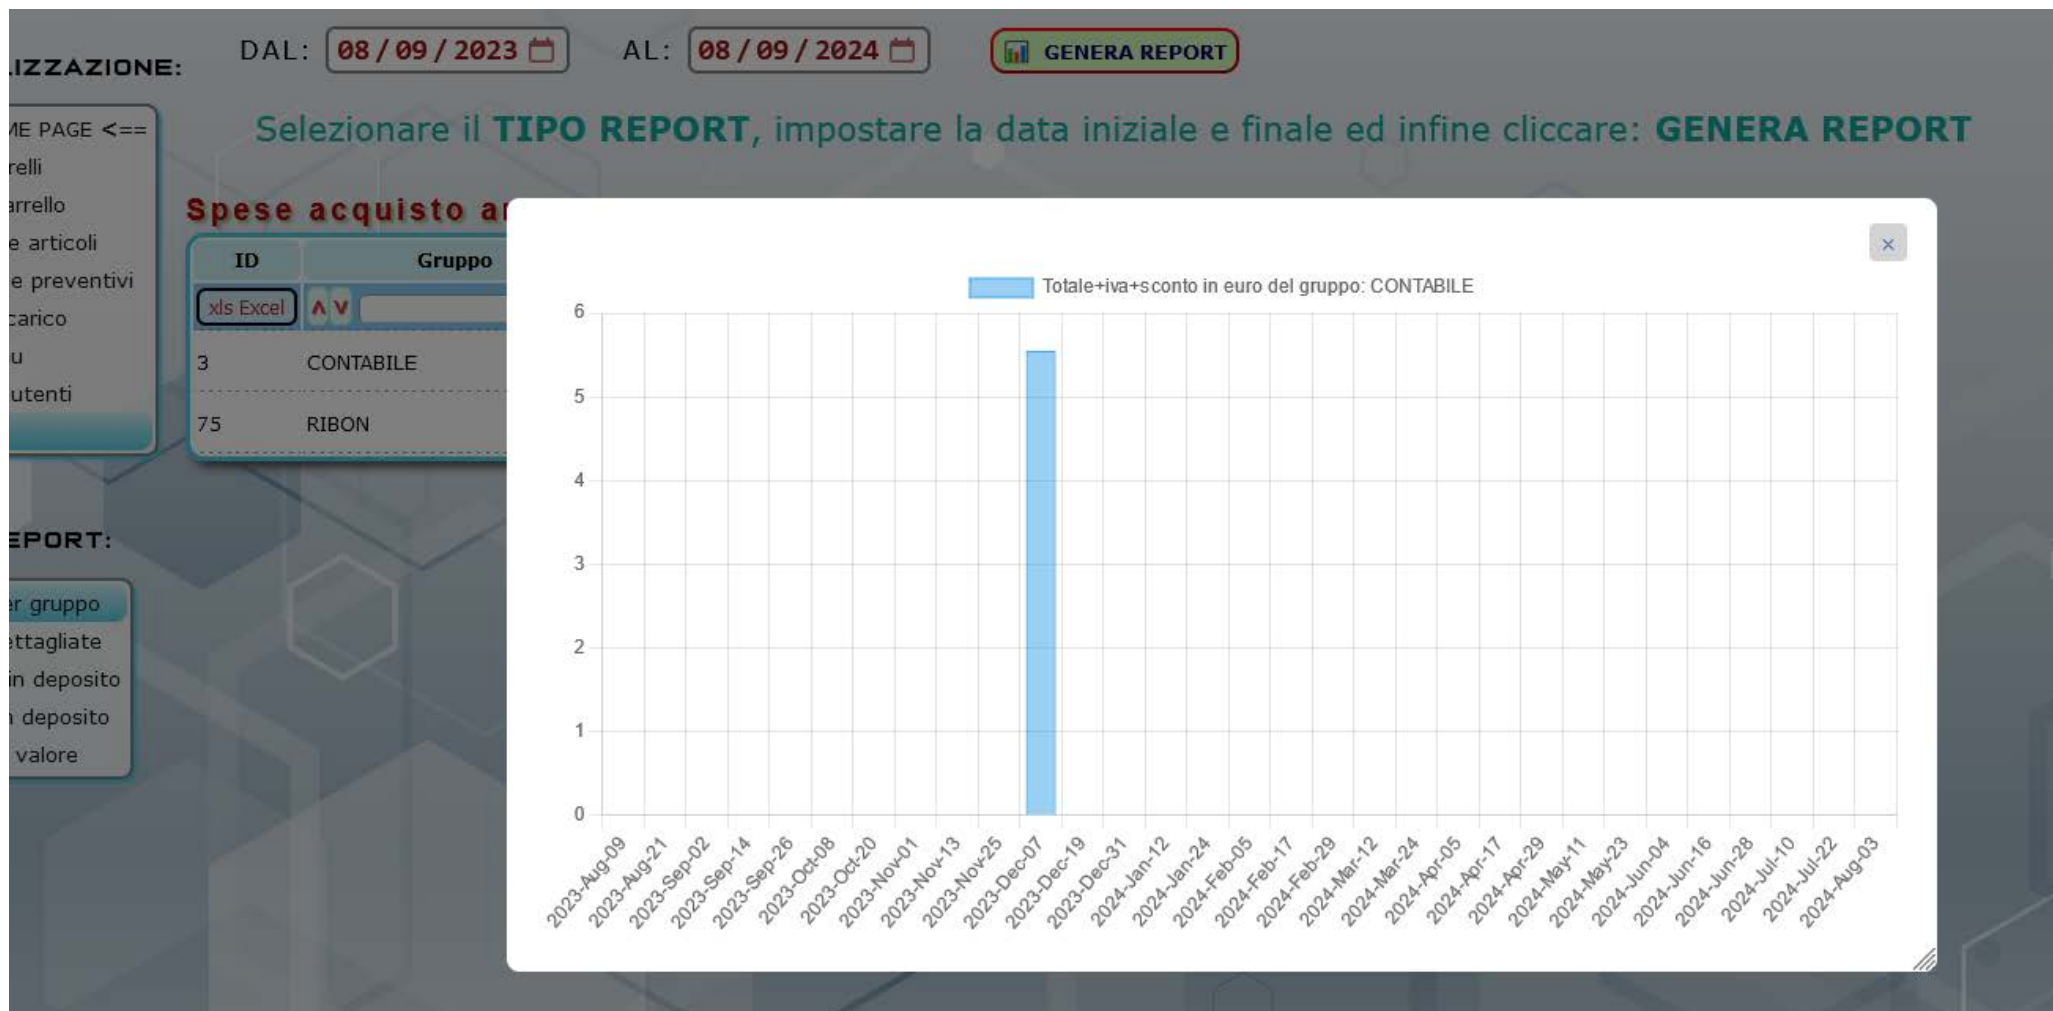 DAL: 08/09/2023 AL: 08/09/2024 GENERA REPORT
IZZAZIONE:
Selezionare il TIPO REPORT, impostare la data iniziale e finale ed infine cliccare: GENERA REPORT
ME PAGE <==
relli
arrello
e articoli
e preventivi
carico
u
utenti
Spese acquisto ar
ID Gruppo
xls Excel ∧ ∨
3 CONTABILE
75 RIBON
EPORT:
er gruppo
ettagliate
in deposito
n deposito
valore
×
Totale+iva+sconto in euro del gruppo: CONTABILE
6
5
4
3
2
1
0
2023-Aug-09 2023-Aug-21 2023-Sep-02 2023-Sep-14 2023-Sep-26 2023-Oct-08 2023-Oct-20 2023-Nov-01 2023-Nov-13 2023-Nov-25 2023-Dec-07 2023-Dec-19 2023-Dec-31 2024-Jan-12 2024-Jan-24 2024-Feb-05 2024-Feb-17 2024-Feb-29 2024-Mar-12 2024-Mar-24 2024-Apr-05 2024-Apr-17 2024-Apr-29 2024-May-11 2024-May-23 2024-Jun-04 2024-Jun-16 2024-Jun-28 2024-Jul-10 2024-Jul-22 2024-Aug-03